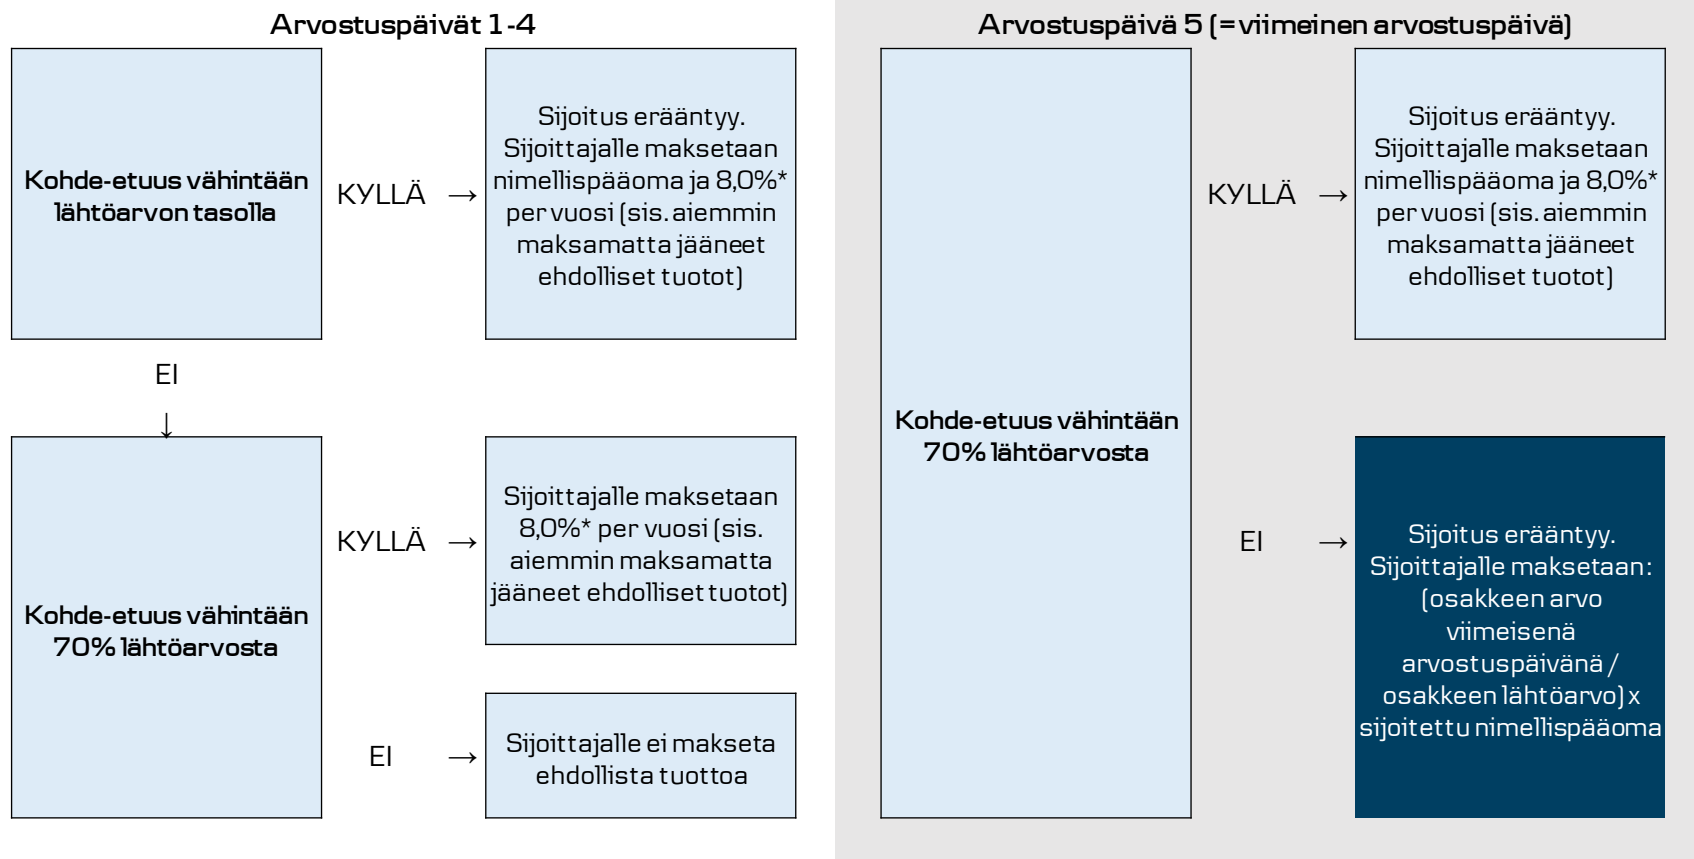 Arvostuspäivät 1-4
Kohde-etuus vähintään
lähtöarvon tasolla
KYLLÄ →
Sijoitus erääntyy.
Sijoittajalle maksetaan
nimellispääoma ja 8,0%*
per vuosi (sis. aiemmin
maksamatta jääneet
ehdolliset tuotot)
EI
↓
Kohde-etuus vähintään
70% lähtöarvosta
KYLLÄ →
Sijoittajalle maksetaan
8,0%* per vuosi (sis.
aiemmin maksamatta
jääneet ehdolliset tuotot)
EI →
Sijoittajalle ei makseta
ehdollista tuottoa
Arvostuspäivä 5 (=viimeinen arvostuspäivä)
Kohde-etuus vähintään
70% lähtöarvosta
KYLLÄ →
Sijoitus erääntyy.
Sijoittajalle maksetaan
nimellispääoma ja 8,0%*
per vuosi (sis. aiemmin
maksamatta jääneet
ehdolliset tuotot)
EI →
Sijoitus erääntyy.
Sijoittajalle maksetaan:
(osakkeen arvo
viimeisenä
arvostuspäivänä /
osakkeen lähtöarvo) x
sijoitettu nimellispääoma